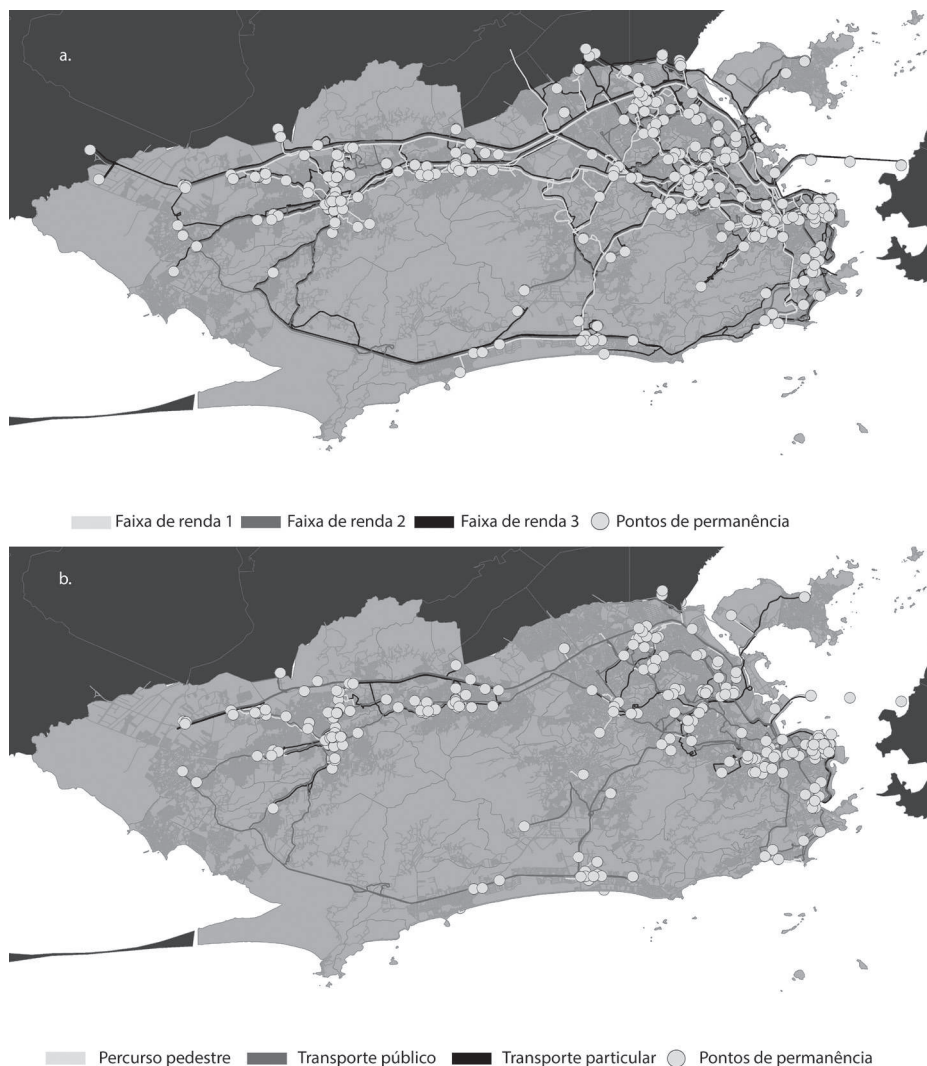 a.
Faixa de renda 1 Faixa de renda 2 Faixa de renda 3 Pontos de permanência
b.
Percurso pedestre Transporte público Transporte particular Pontos de permanência